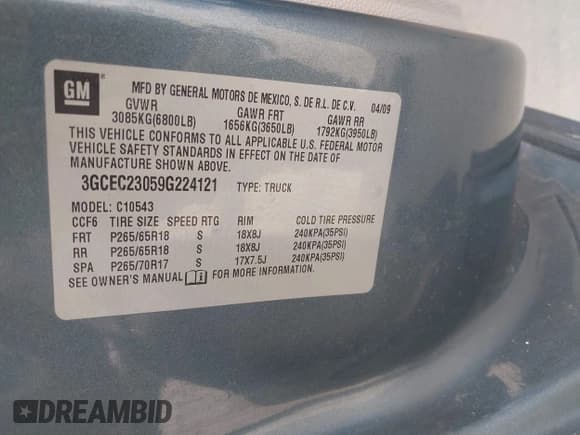 GM
MFD BY GENERAL MOTORS DE MEXICO, S. DE R.L. DE C.V. 04/09
GVWR GAWR FRT GAWR RR
3085KG(6800LB) 1656KG(3650LB) 1792KG(3950LB)
THIS VEHICLE CONFORMS TO ALL APPLICABLE U.S. FEDERAL MOTOR
VEHICLE SAFETY STANDARDS IN EFFECT ON THE DATE OF
MANUFACTURE SHOWN ABOVE.
3GCEC23059G224121 TYPE: TRUCK
MODEL: C10543
CCF6 TIRE SIZE SPEED RTG RIM COLD TIRE PRESSURE
FRT P265/65R18 S 18X8J 240KPA(35PSI)
RR P265/65R18 S 18X8J 240KPA(35PSI)
SPA P265/70R17 S 17X7.5J 240KPA(35PSI)
SEE OWNER'S MANUAL FOR MORE INFORMATION.
DREAMBID